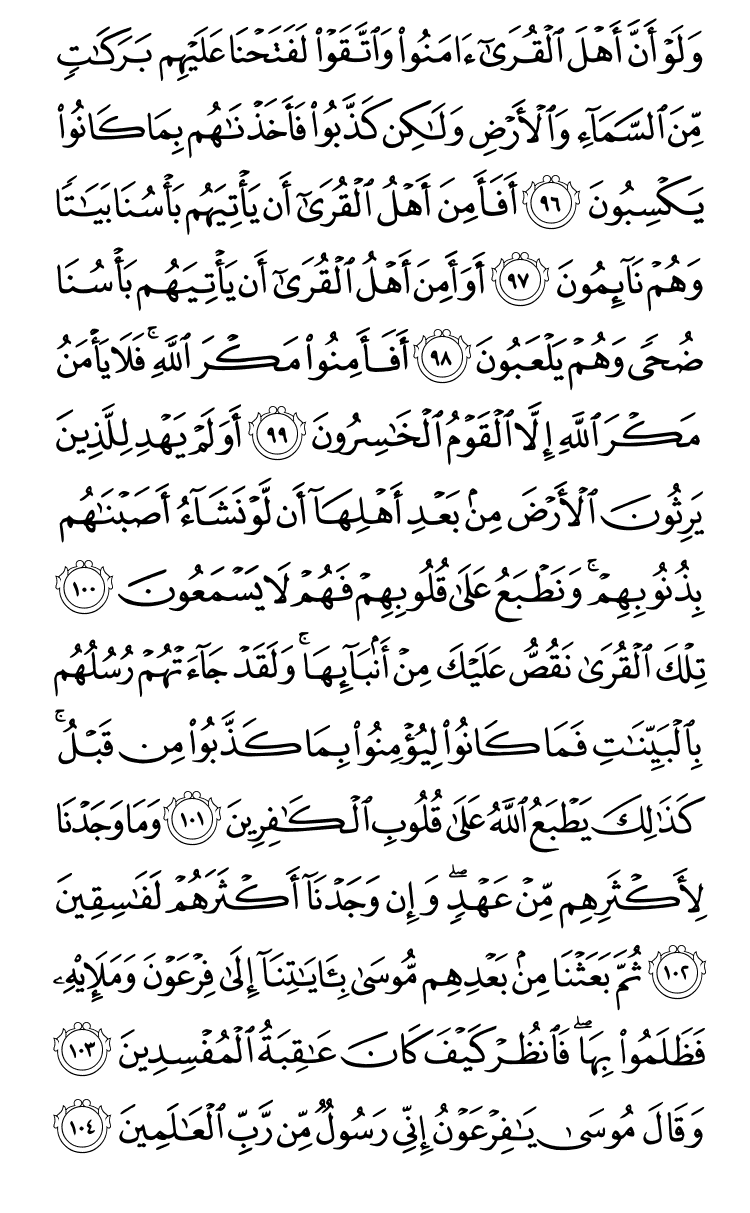 وَلَوۡ أَنَّ أَهۡلَ ٱلۡقُرَىٰٓ ءَامَنُواْ وَٱتَّقَوۡاْ لَفَتَحۡنَا عَلَيۡهِم بَرَكَٰتٖ
مِّنَ ٱلسَّمَآءِ وَٱلۡأَرۡضِ وَلَٰكِن كَذَّبُواْ فَأَخَذۡنَٰهُم بِمَا كَانُواْ
يَكۡسِبُونَ ٩٦ أَفَأَمِنَ أَهۡلُ ٱلۡقُرَىٰٓ أَن يَأۡتِيَهُم بَأۡسُنَا بَيَٰتٗا
وَهُمۡ نَآئِمُونَ ٩٧ أَوَأَمِنَ أَهۡلُ ٱلۡقُرَىٰٓ أَن يَأۡتِيَهُم بَأۡسُنَا
ضُحٗى وَهُمۡ يَلۡعَبُونَ ٩٨ أَفَأَمِنُواْ مَكۡرَ ٱللَّهِۚ فَلَا يَأۡمَنُ
مَكۡرَ ٱللَّهِ إِلَّا ٱلۡقَوۡمُ ٱلۡخَٰسِرُونَ ٩٩ أَوَلَمۡ يَهۡدِ لِلَّذِينَ
يَرِثُونَ ٱلۡأَرۡضَ مِنۢ بَعۡدِ أَهۡلِهَآ أَن لَّوۡ نَشَآءُ أَصَبۡنَٰهُم
بِذُنُوبِهِمۡۚ وَنَطۡبَعُ عَلَىٰ قُلُوبِهِمۡ فَهُمۡ لَا يَسۡمَعُونَ ١٠٠
تِلۡكَ ٱلۡقُرَىٰ نَقُصُّ عَلَيۡكَ مِنۡ أَنۢبَآئِهَاۚ وَلَقَدۡ جَآءَتۡهُمۡ رُسُلُهُم
بِٱلۡبَيِّنَٰتِ فَمَا كَانُواْ لِيُؤۡمِنُواْ بِمَا كَذَّبُواْ مِن قَبۡلُۚ
كَذَٰلِكَ يَطۡبَعُ ٱللَّهُ عَلَىٰ قُلُوبِ ٱلۡكَٰفِرِينَ ١٠١ وَمَا وَجَدۡنَا
لِأَكۡثَرِهِم مِّنۡ عَهۡدٖۖ وَإِن وَجَدۡنَآ أَكۡثَرَهُمۡ لَفَٰسِقِينَ
١٠٢ ثُمَّ بَعَثۡنَا مِنۢ بَعۡدِهِم مُّوسَىٰ بِـَٔايَٰتِنَآ إِلَىٰ فِرۡعَوۡنَ وَمَلَإِيْهِۦ
فَظَلَمُواْ بِهَاۖ فَٱنظُرۡ كَيۡفَ كَانَ عَٰقِبَةُ ٱلۡمُفۡسِدِينَ ١٠٣
وَقَالَ مُوسَىٰ يَٰفِرۡعَوۡنُ إِنِّي رَسُولٞ مِّن رَّبِّ ٱلۡعَٰلَمِينَ ١٠٤